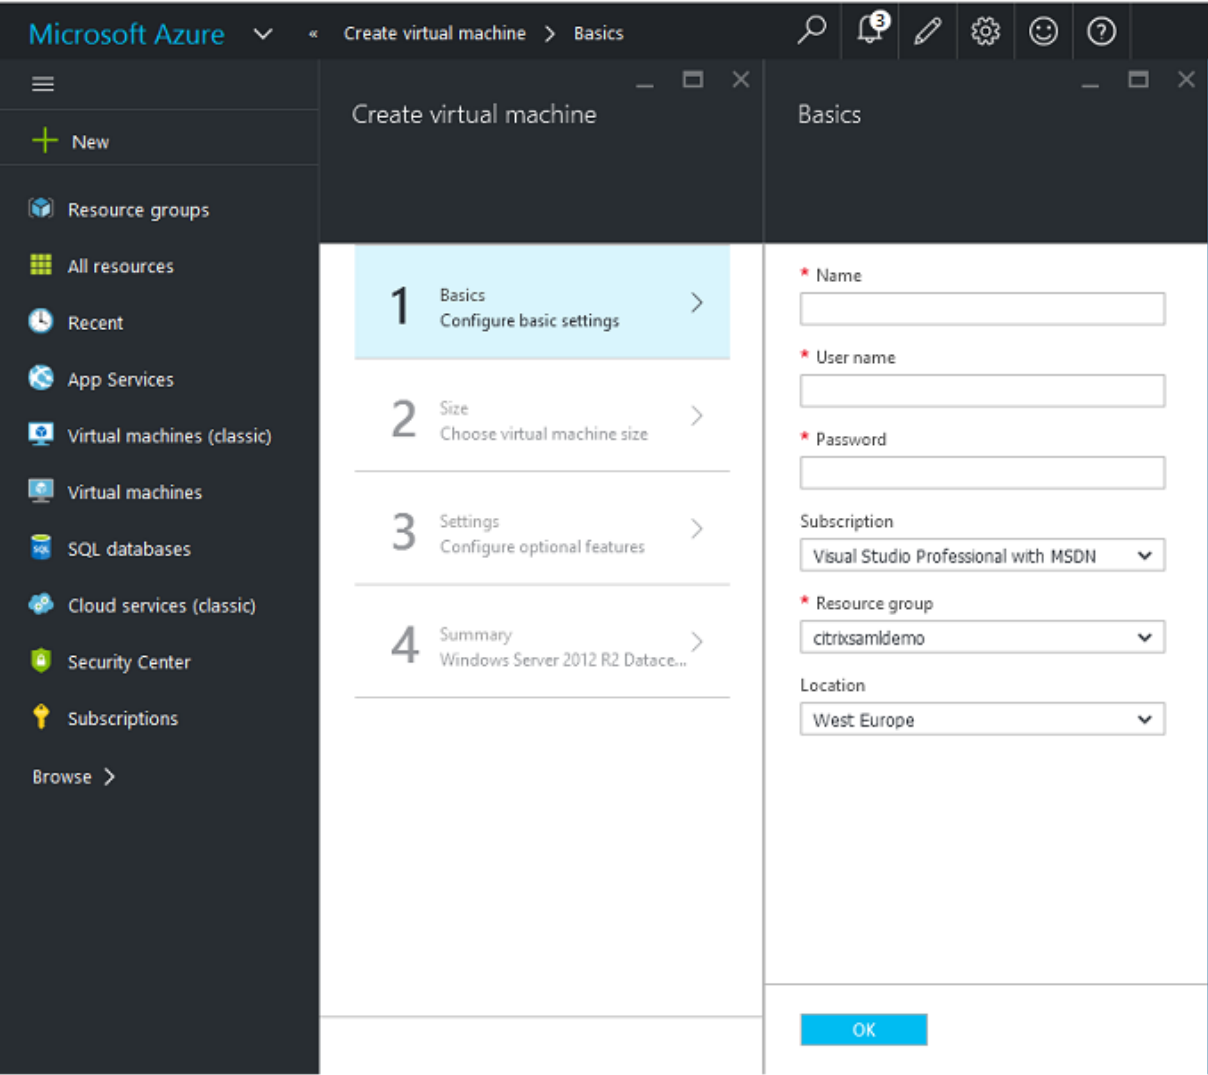 Microsoft Azure
« Create virtual machine > Basics
3
New
Resource groups
All resources
Recent
App Services
Virtual machines (classic)
Virtual machines
SQL
SQL databases
Cloud services (classic)
Security Center
Subscriptions
Browse >
Create virtual machine
1
Basics
Configure basic settings
2
Size
Choose virtual machine size
3
Settings
Configure optional features
4
Summary
Windows Server 2012 R2 Datace...
Basics
* Name
* User name
* Password
Subscription
Visual Studio Professional with MSDN
* Resource group
citrixsamldemo
Location
West Europe
OK